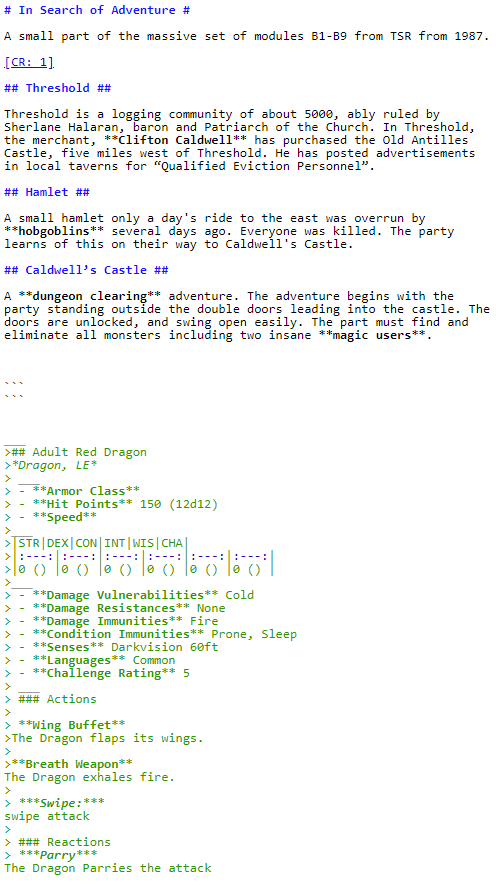 # In Search of Adventure #
A small part of the massive set of modules B1-B9 from TSR from 1987.
[CR: 1]
## Threshold ##
Threshold is a logging community of about 5000, ably ruled by
Sherlane Halaran, baron and Patriarch of the Church. In Threshold,
the merchant, **Clifton Caldwell** has purchased the Old Antilles
Castle, five miles west of Threshold. He has posted advertisements
in local taverns for “Qualified Eviction Personnel”.
## Hamlet ##
A small hamlet only a day's ride to the east was overrun by
**hobgoblins** several days ago. Everyone was killed. The party
learns of this on their way to Caldwell's Castle.
## Caldwell’s Castle ##
A **dungeon clearing** adventure. The adventure begins with the
party standing outside the double doors leading into the castle. The
doors are unlocked, and swing open easily. The part must find and
eliminate all monsters including two insane **magic users**.
```
```
___
>## Adult Red Dragon
>*Dragon, LE*
> ___
> - **Armor Class**
> - **Hit Points** 150 (12d12)
> - **Speed**
>___
>|STR|DEX|CON|INT|WIS|CHA|
>|:---:|:---:|:---:|:---:|:---:|:---:|
>|0 () |0 () |0 () |0 () |0 () |0 () |
>___
> - **Damage Vulnerabilities** Cold
> - **Damage Resistances** None
> - **Damage Immunities** Fire
> - **Condition Immunities** Prone, Sleep
> - **Senses** Darkvision 60ft
> - **Languages** Common
> - **Challenge Rating** 5
> ___
> ### Actions
>
> **Wing Buffet**
>The Dragon flaps its wings.
>
>**Breath Weapon**
The Dragon exhales fire.
>
> ***Swipe:***
swipe attack
>
> ### Reactions
> ***Parry***
The Dragon Parries the attack